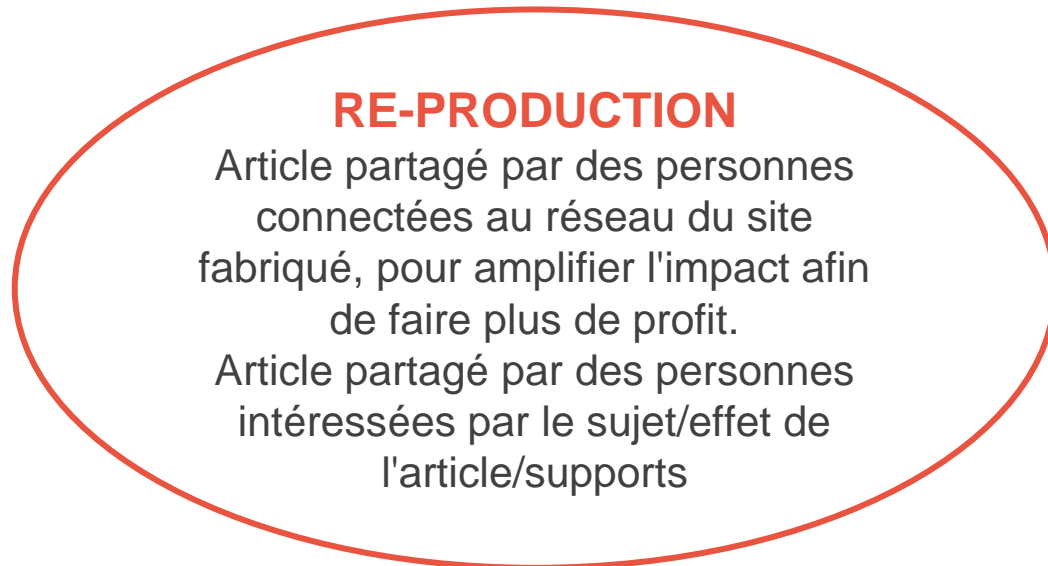 RE-PRODUCTION
Article partagé par des personnes
connectées au réseau du site
fabriqué, pour amplifier l'impact afin
de faire plus de profit.
Article partagé par des personnes
intéressées par le sujet/effet de
l'article/supports